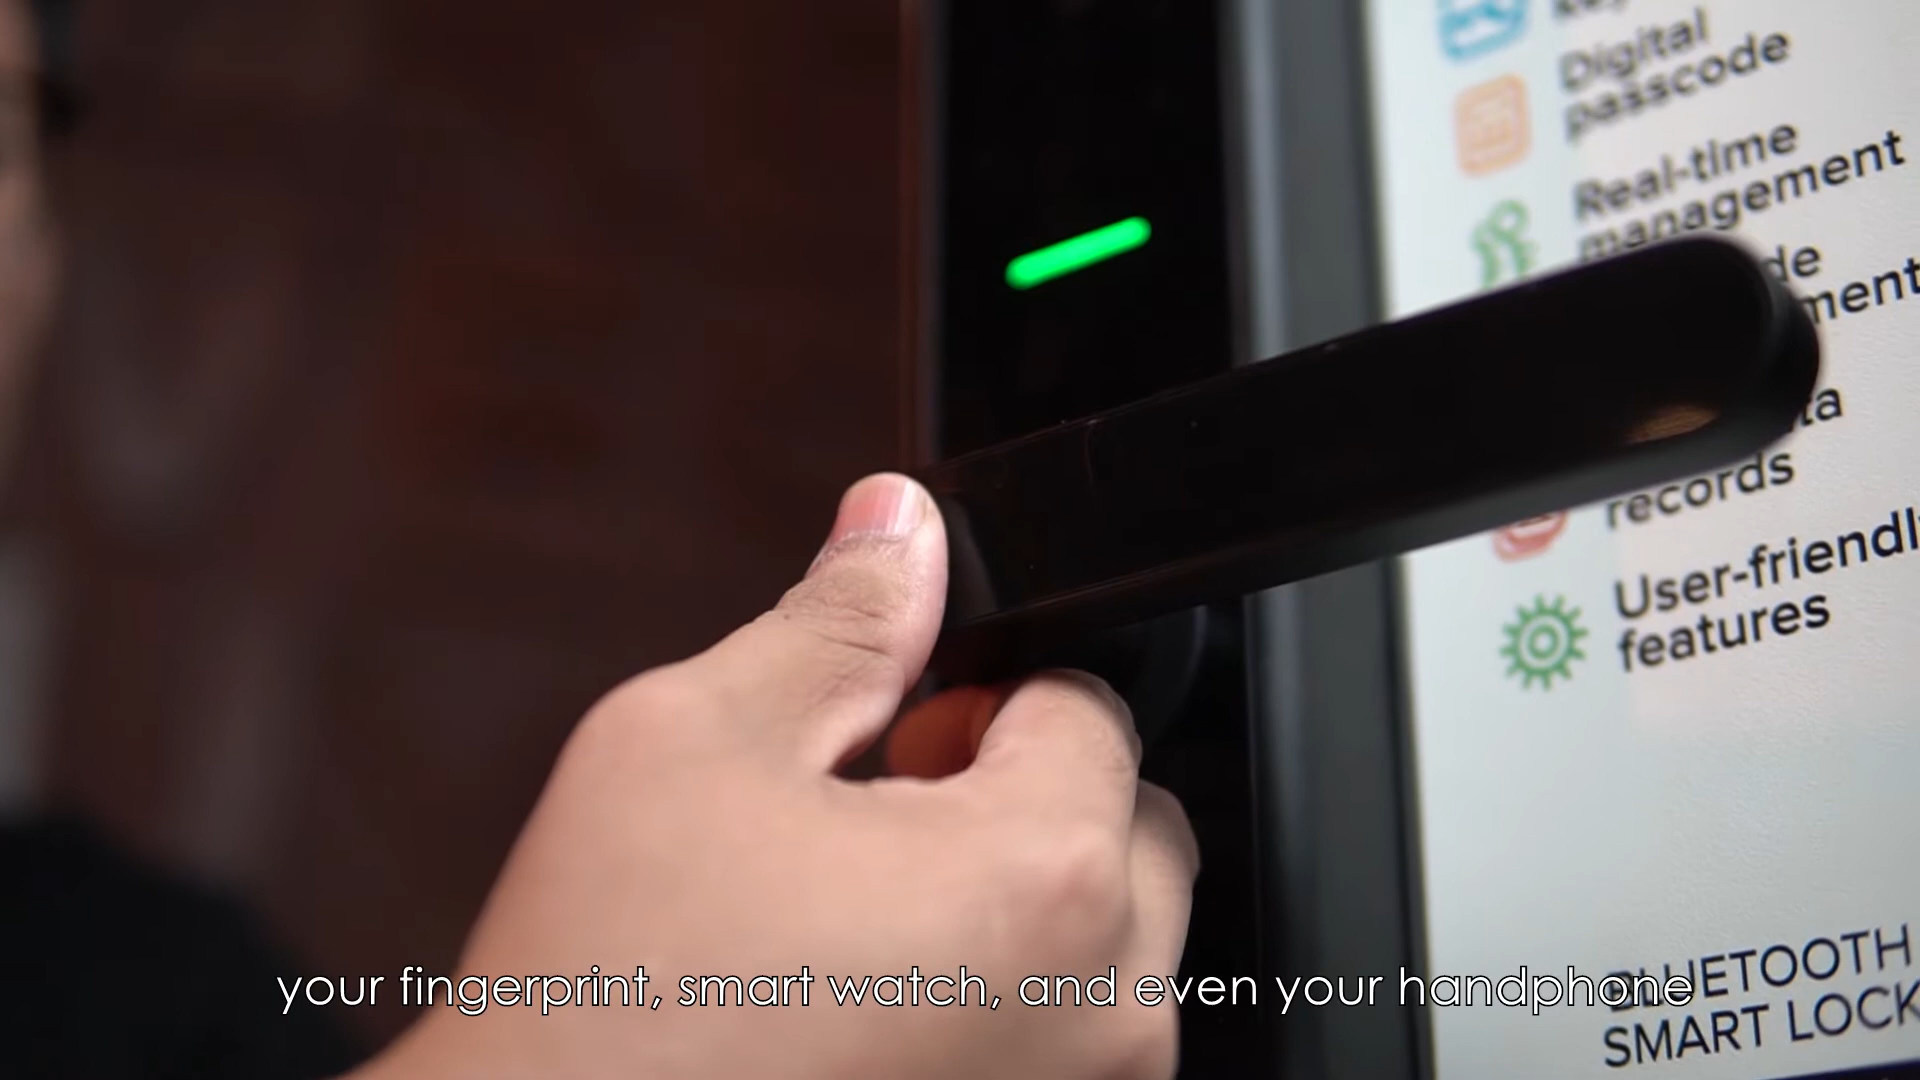 Digital
passcode
Real-time
management
records
User-friendly
features
BLUETOOTH
SMART LOCK
your fingerprint, smart watch, and even your handphone